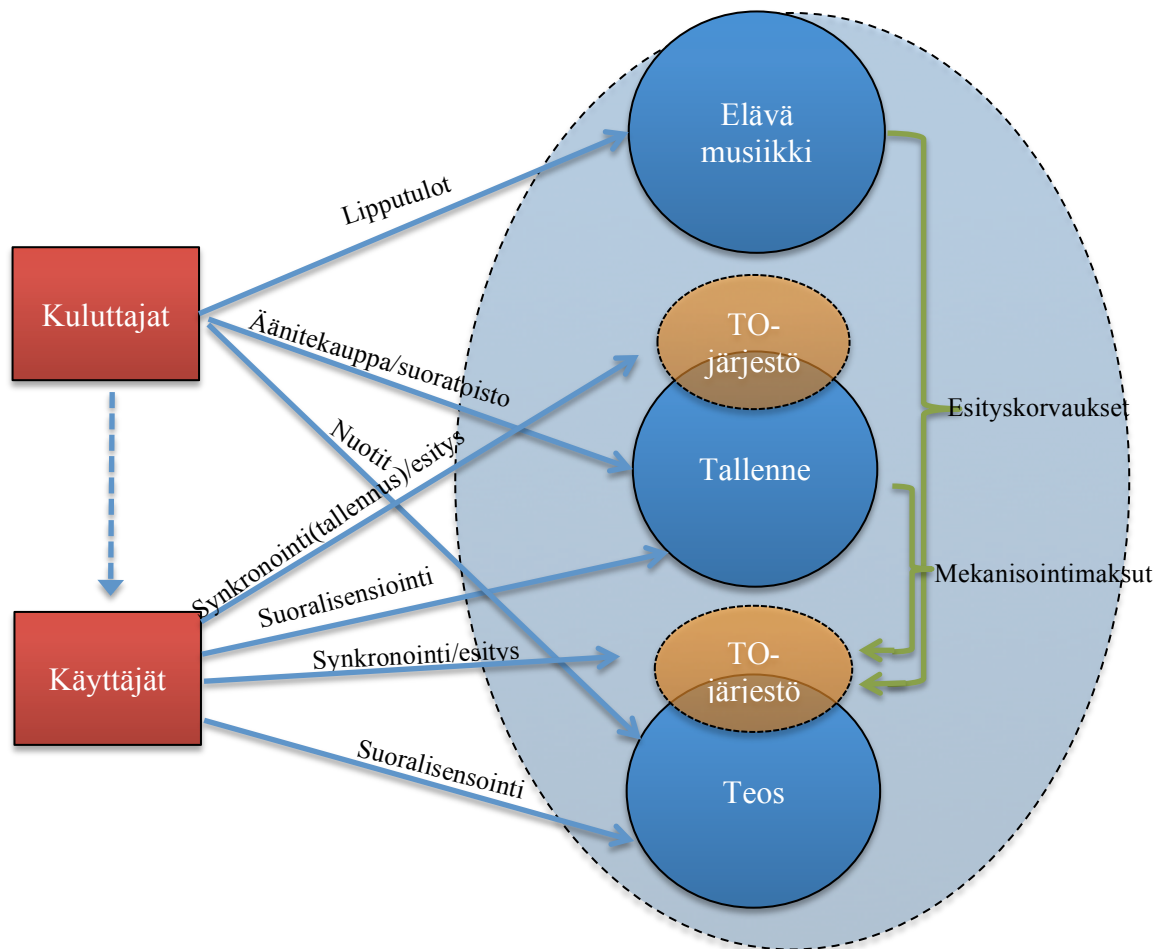 Elävä
musiikki
Lipputulot
Kuluttajat
TO-
järjestö
Äänitekauppa/suoratoisto
Esityskorvaukset
Nuotit
Tallenne
Synkronointi(tallennus)/esitys
Mekanisointimaksut
Suoralisensiointi
Synkronointi/esitys
TO-
järjestö
Käyttäjät
Suoralisensointi
Teos